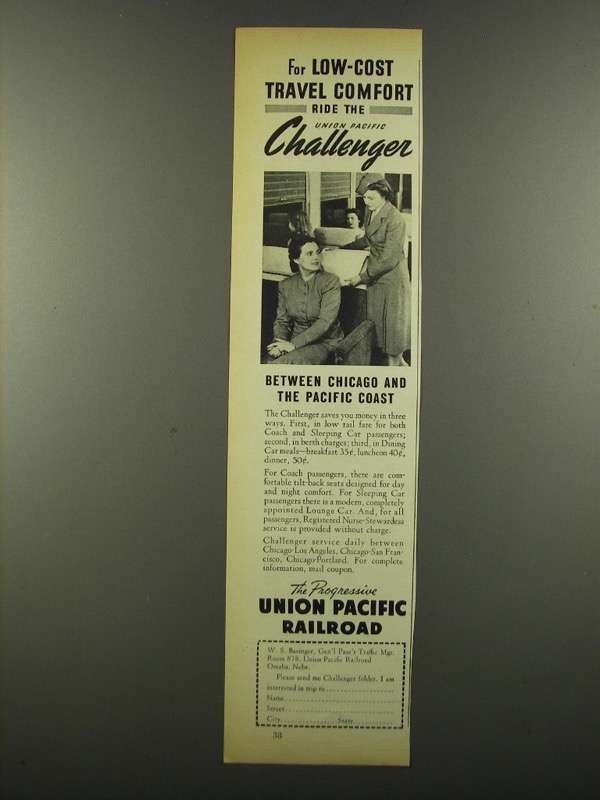 For LOW-COST
TRAVEL COMFORT
RIDE THE
UNION PACIFIC
Challenger
BETWEEN CHICAGO AND
THE PACIFIC COAST
The Challenger saves you money in three
ways. First, in low rail fare for both
Coach and Sleeping Car passengers;
second, in berth charges; third, in Dining
Car meals—breakfast 35¢, luncheon 40¢,
dinner, 50¢.
For Coach passengers, there are com-
fortable tilt-back seats designed for day
and night comfort. For Sleeping Car
passengers there is a modern, completely
appointed Lounge Car. And, for all
passengers, Registered Nurse-Stewardess
service is provided without charge.
Challenger service daily between
Chicago-Los Angeles, Chicago-San Fran-
cisco, Chicago-Portland. For complete
information, mail coupon.
The Progressive
UNION PACIFIC
RAILROAD
W. S. Basinger, Gen'l Pass'r Traffic Mgr.
Room 878, Union Pacific Railroad
Omaha, Nebr.
Please send me Challenger folder. I am
interested in trip to
Name
Street
City State
38